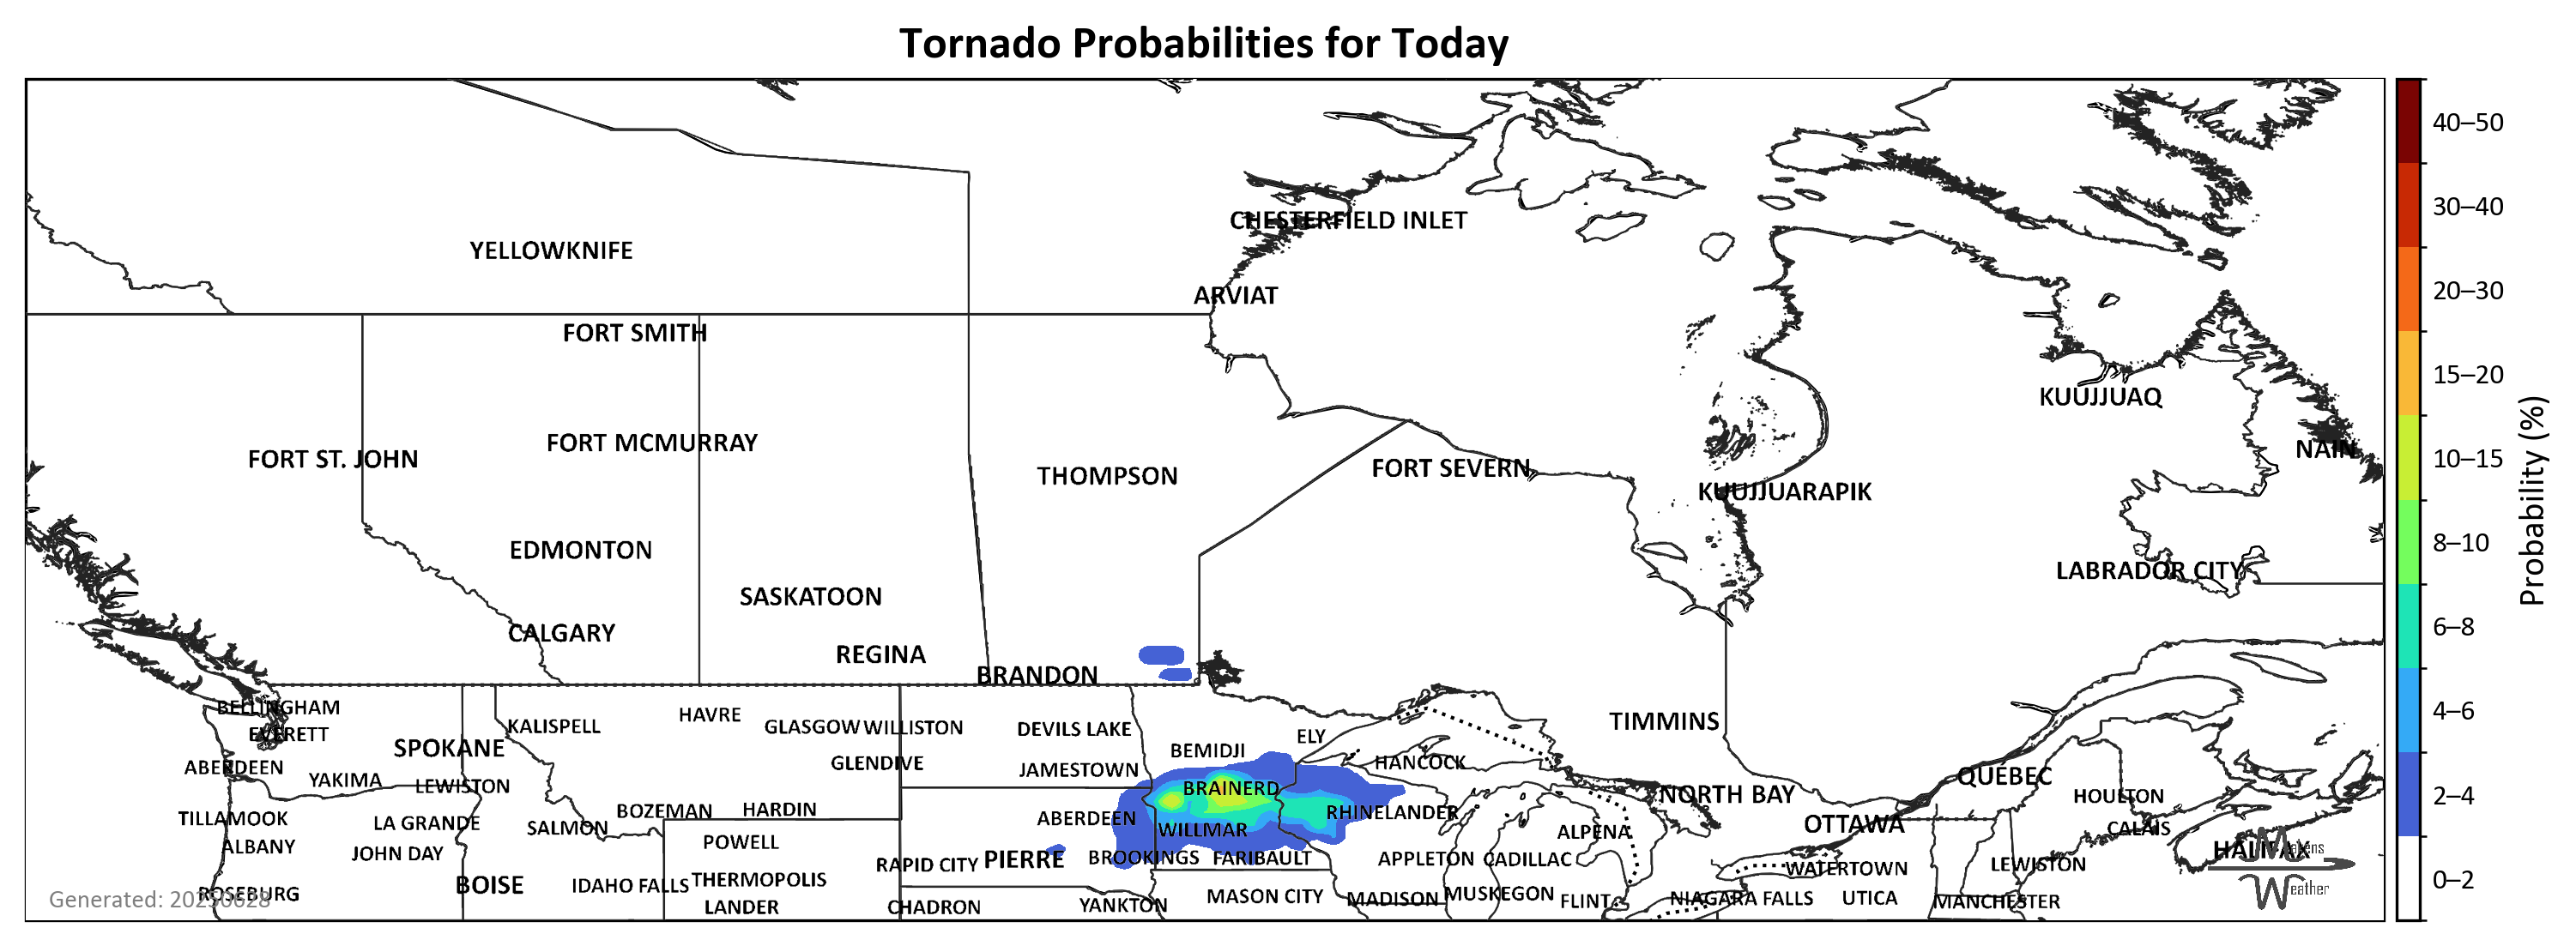 Tornado Probabilities for Today
CHESTERFIELD INLET
YELLOWKNIFE
ARVIAT
FORT SMITH
KUUJJUAQ
FORT MCMURRAY
NAIN
FORT ST. JOHN
FORT SEVERN
THOMPSON
KUUJJUARAPIK
EDMONTON
LABRADOR CITY
SASKATOON
CALGARY
REGINA
BRANDON
BELLINGHAM
HAVRE
TIMMINS
KALISPELL
GLASGOW WILLISTON
DEVILS LAKE
EVERETT
ELY
SPOKANE
BEMIDJI
GLENDIVE
HANCOCK
ABERDEEN
JAMESTOWN
QUÉBEC
YAKIMA
LEWISTON
BRAINERD
NORTH BAY
HOULTON
BOZEMAN
HARDIN
RHINELANDER
TILLAMOOK
ABERDEEN
LA GRANDE
OTTAWA
SALMON
WILLMAR
ALPENA
CALAIS
POWELL
ALBANY
HALIFAX
JOHN DAY
BROOKINGS
FARIBAULT
APPLETON
CADILLAC
PIERRE
RAPID CITY
LEWISTON
WATERTOWN
THERMOPOLIS
BOISE
IDAHO FALLS
ROSEBURG
MASON CITY
MUSKEGON
MADISON
NIAGARA FALLS
UTICA
FLINT
MANCHESTER
LANDER
CHADRON
YANKTON
Weather
Generated: 20250628
40–50
30–40
20–30
15–20
10–15
8–10
6–8
4–6
2–4
0–2
Probability (%)